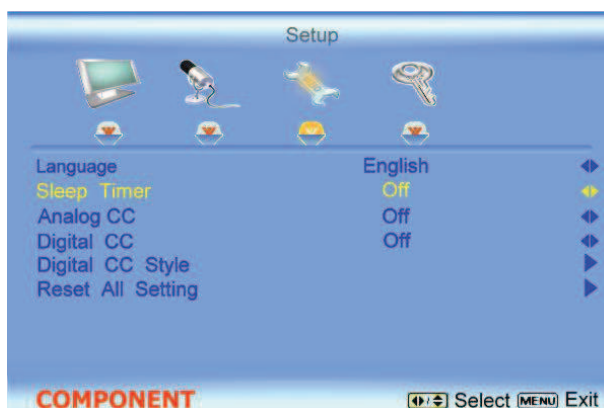 Setup
Language English
Sleep Timer Off
Analog CC Off
Digital CC Off
Digital CC Style
Reset All Setting
COMPONENT Select MENU Exit